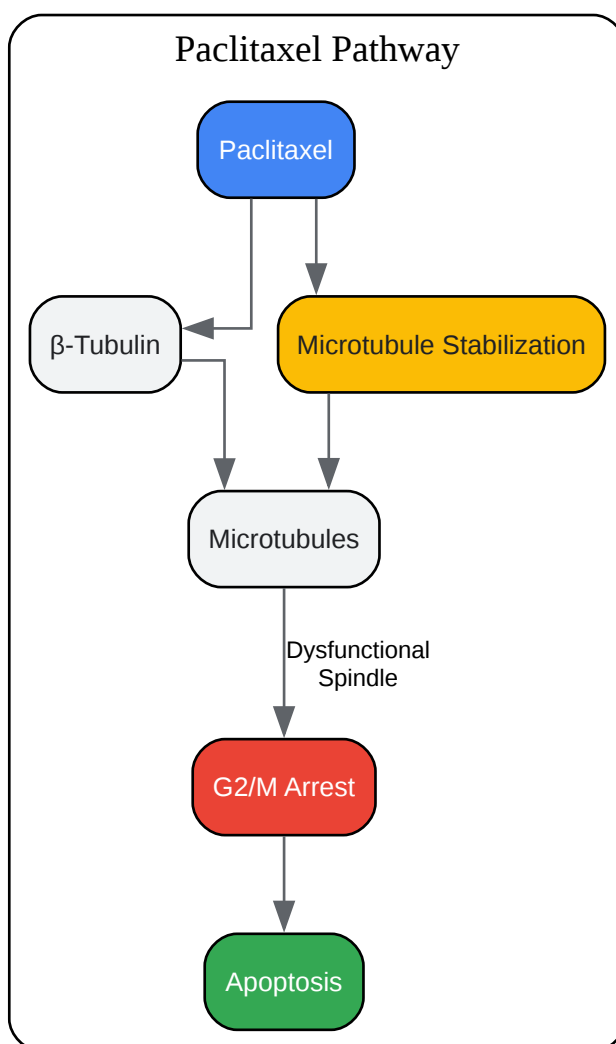 Paclitaxel Pathway
Paclitaxel
β-Tubulin
Microtubule Stabilization
Microtubules
Dysfunctional
Spindle
G2/M Arrest
Apoptosis